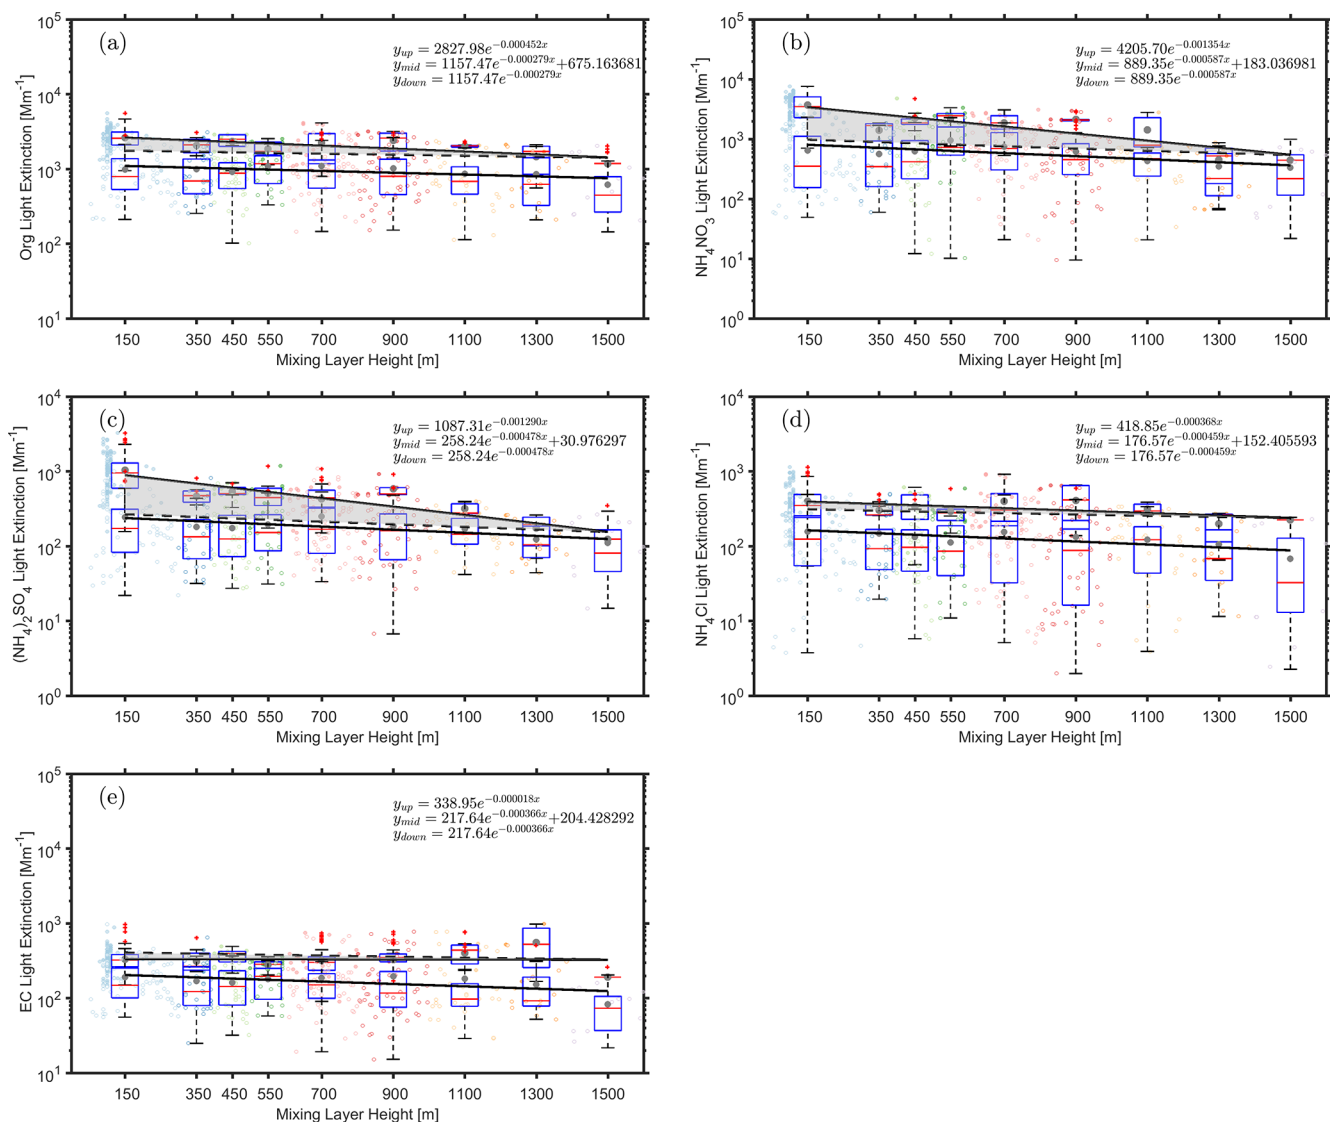 (a)
y_up = 2827.98e^−0.000452x
y_mid = 1157.47e^−0.000279x+675.163681
y_down = 1157.47e^−0.000279x
Org Light Extinction [Mm^-1]
10^5
10^4
10^3
10^2
10^1
150 350 450 550 700 900 1100 1300 1500
Mixing Layer Height [m]
(b)
y_up = 4205.70e^−0.001354x
y_mid = 889.35e^−0.000587x+183.036981
y_down = 889.35e^−0.000587x
NH_4NO_3 Light Extinction [Mm^-1]
10^5
10^4
10^3
10^2
10^1
10^0
150 350 450 550 700 900 1100 1300 1500
Mixing Layer Height [m]
(c)
y_up = 1087.31e^−0.001290x
y_mid = 258.24e^−0.000478x+30.976297
y_down = 258.24e^−0.000478x
(NH_4)_2SO_4 Light Extinction [Mm^-1]
10^4
10^3
10^2
10^1
10^0
150 350 450 550 700 900 1100 1300 1500
Mixing Layer Height [m]
(d)
y_up = 418.85e^−0.000368x
y_mid = 176.57e^−0.000459x+152.405593
y_down = 176.57e^−0.000459x
NH_4Cl Light Extinction [Mm^-1]
10^4
10^3
10^2
10^1
10^0
150 350 450 550 700 900 1100 1300 1500
Mixing Layer Height [m]
(e)
y_up = 338.95e^−0.000018x
y_mid = 217.64e^−0.000366x+204.428292
y_down = 217.64e^−0.000366x
EC Light Extinction [Mm^-1]
10^5
10^4
10^3
10^2
10^1
150 350 450 550 700 900 1100 1300 1500
Mixing Layer Height [m]